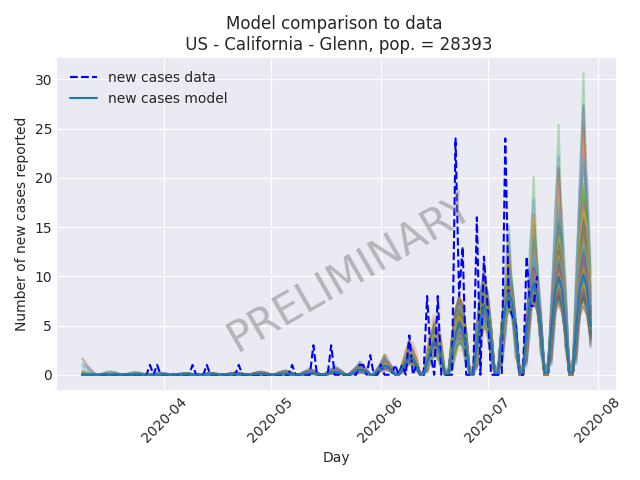 Model comparison to data
US - California - Glenn, pop. = 28393
new cases data
new cases model
Number of new cases reported
30
25
20
15
10
5
0
PRELIMINARY
2020-04
2020-05
2020-06
2020-07
2020-08
Day